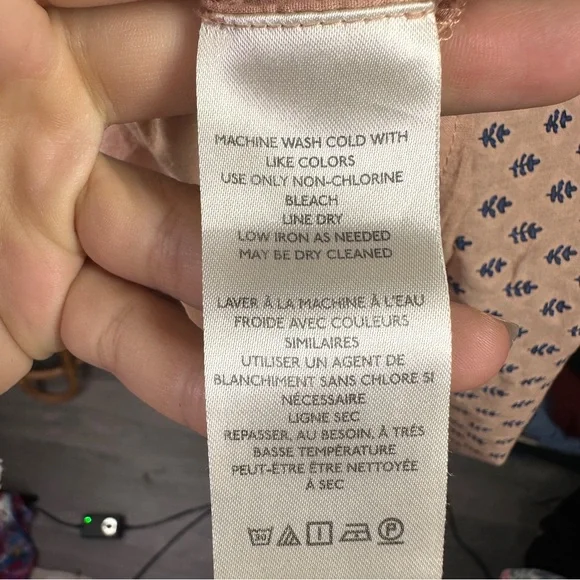 MACHINE WASH COLD WITH
LIKE COLORS
USE ONLY NON-CHLORINE
BLEACH
LINE DRY
LOW IRON AS NEEDED
MAY BE DRY CLEANED
LAVER À LA MACHINE À L'EAU
FROIDE AVEC COULEURS
SIMILAIRES
UTILISER UN AGENT DE
BLANCHIMENT SANS CHLORE SI
NÉCESSAIRE
LIGNE SEC
REPASSER, AU BESOIN, À TRÉS
BASSE TEMPÉRATURE
PEUT-ÊTRE ÊTRE NETTOYÉE
À SEC
30 P